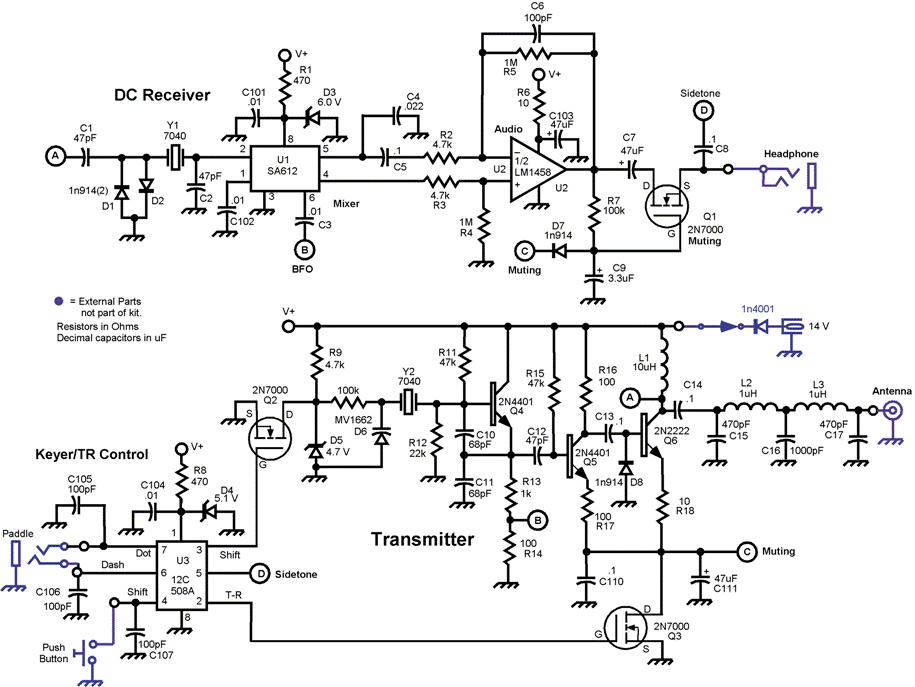 DC Receiver
V+
R1
470
C101
.01
D3
6.0 V
8
C1
47pF
Y1
7040
A
2
U1
SA612
5
4
1
3
6
47pF
C2
1n914(2)
D1
D2
.01
C102
.01
C3
Mixer
B
BFO
C4
.022
.1
C5
R2
4.7k
4.7k
R3
1M
R4
C6
100pF
1M
R5
V+
R6
10
C103
47uF
+
Audio
−
1/2
LM1458
+
U2
U2
C7
47uF
+
R7
100k
D7
1n914
C
Muting
+
C9
3.3uF
D
S
G
Q1
2N7000
Muting
Sidetone
D
.1
C8
Headphone
= External Parts
not part of kit.
Resistors in Ohms
Decimal capacitors in uF
V+
R9
4.7k
2N7000
Q2
S
D
G
100k
MV1662
D6
D5
4.7 V
Y2
7040
R11
47k
R12
22k
2N4401
Q4
C10
68pF
C11
68pF
C12
47pF
R13
1k
B
100
R14
R15
47k
R16
100
C13
.1
2N4401
Q5
1n914
D8
100
R17
L1
10uH
A
C14
.1
2N2222
Q6
10
R18
1n4001
14 V
L2
1uH
L3
1uH
Antenna
470pF
C15
C16
1000pF
470pF
C17
Transmitter
C
Muting
.1
C110
+
47uF
C111
D
2N7000
Q3
G
S
Keyer/TR Control
V+
R8
470
C105
100pF
C104
.01
D4
5.1 V
1
Paddle
Dot
7
3
Shift
Dash
6
U3
12C
508A
5
D
Sidetone
C106
100pF
Shift
4
2
T-R
8
100pF
C107
Push
Button